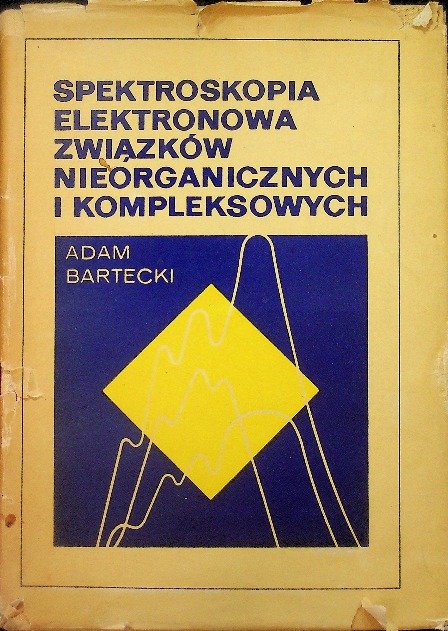 SPEKTROSKOPIA
ELEKTRONOWA
ZWIĄZKÓW
NIEORGANICZNYCH
I KOMPLEKSOWYCH
ADAM
BARTECKI